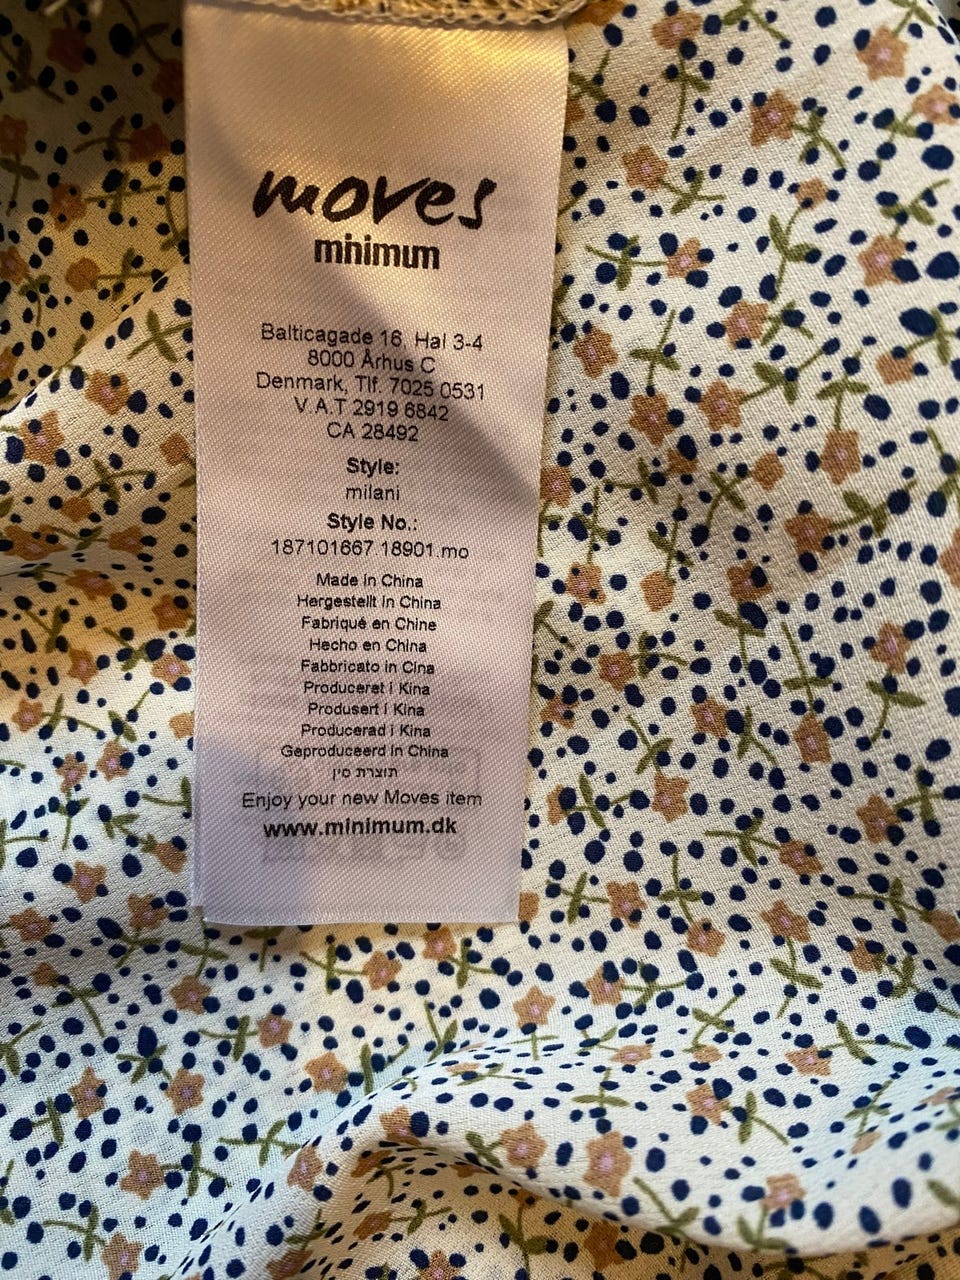 moves
minimum
Balticagade 16, Hal 3-4
8000 Århus C
Denmark, Tlf. 7025 0531
V.A.T 2919 6842
CA 28492
Style:
milani
Style No.:
187101667 18901.mo
Made in China
Hergestellt in China
Fabriqué en Chine
Hecho en China
Fabbricato in Cina
Produceret i Kina
Produsert i Kina
Producerad i Kina
Geproduceerd in China
תוצרת סין
Enjoy your new Moves item
www.minimum.dk